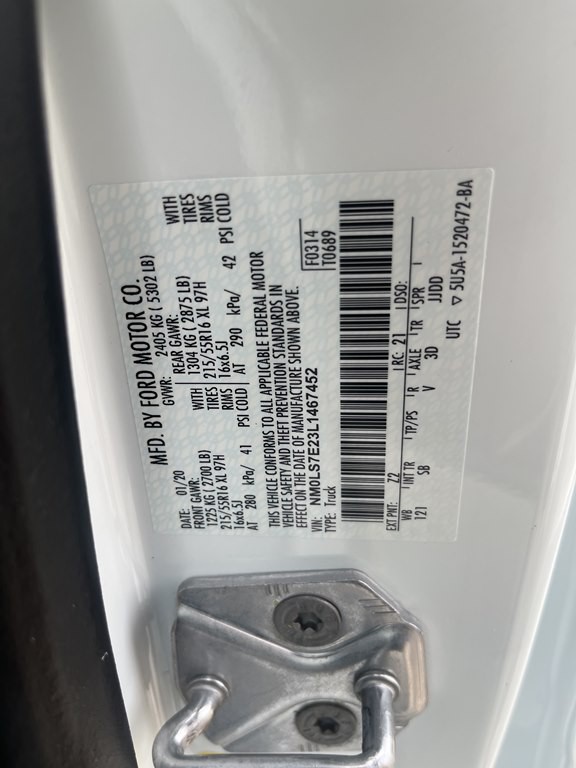 MFD. BY FORD MOTOR CO.
DATE: 01/20 GVWR: 2405 KG ( 5302 LB)
FRONT GAWR: REAR GAWR:
1225 KG (2700 LB) WITH 1304 KG ( 2875 LB) WITH
215/55R16 XL 97H TIRES 215/55R16 XL 97H TIRES
16x6.5J RIMS 16x6.5J RIMS
AT 280 kPa/ 41 PSI COLD AT 290 kPa/ 42 PSI COLD
THIS VEHICLE CONFORMS TO ALL APPLICABLE FEDERAL MOTOR
VEHICLE SAFETY AND THEFT PREVENTION STANDARDS IN
EFFECT ON THE DATE OF MANUFACTURE SHOWN ABOVE.
VIN: NM0LS7E23L1467452 F0314
TYPE: Truck T0689
EXT PNT: Z2 RC: 21 DSO:
WB INT TR TP/PS R AXLE TR SPR
121 SB V 3D JJDD
UTC ▽ 5U5A-1520472-BA